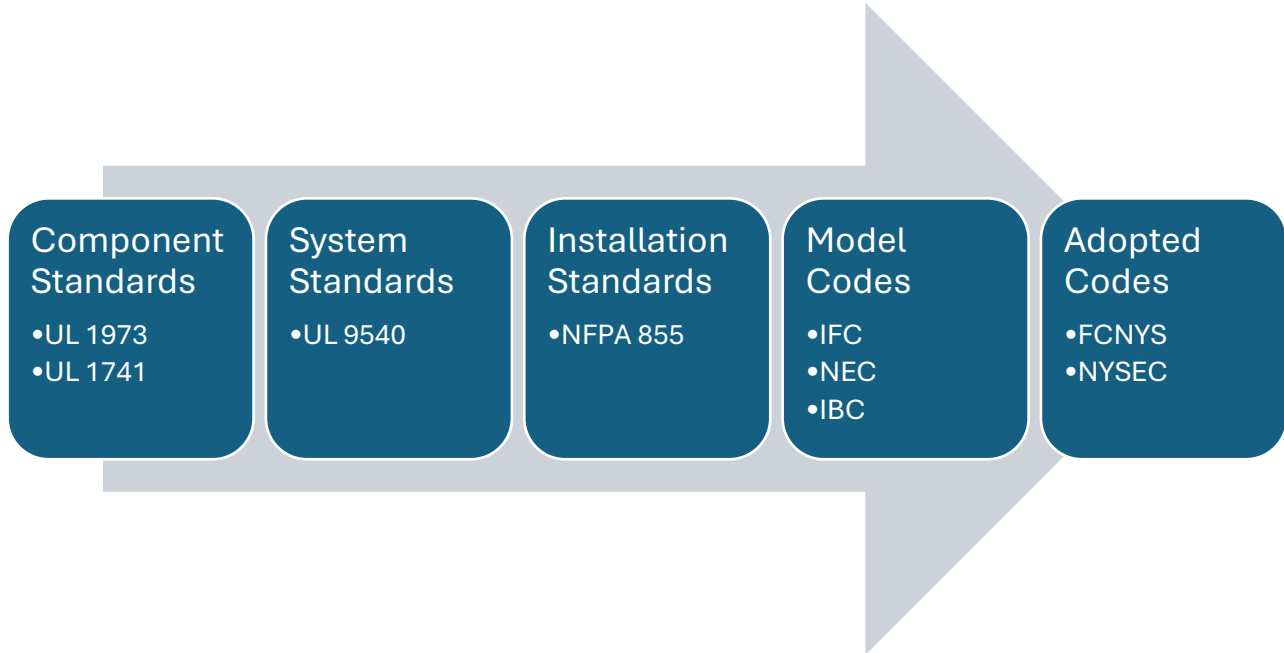 Component
Standards
•UL 1973
•UL 1741
System
Standards
•UL 9540
Installation
Standards
•NFPA 855
Model
Codes
•IFC
•NEC
•IBC
Adopted
Codes
•FCNYS
•NYSEC